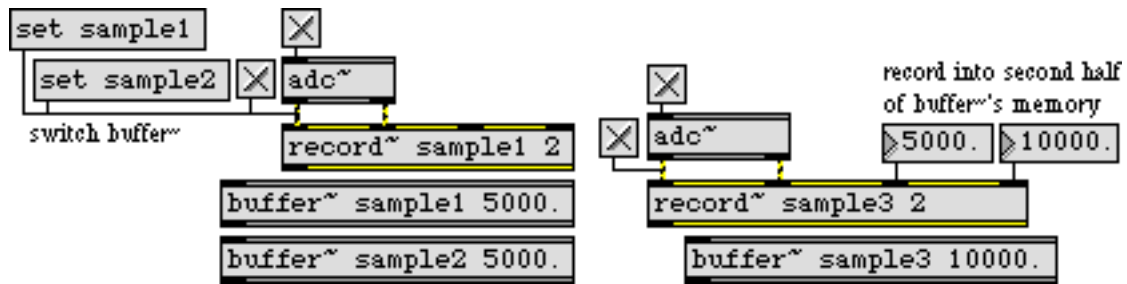 set sample1
set sample2
adc~
switch buffer~
record~ sample1 2
buffer~ sample1 5000.
buffer~ sample2 5000.
record into second half
of buffer~'s memory
adc~
5000.
10000.
record~ sample3 2
buffer~ sample3 10000.